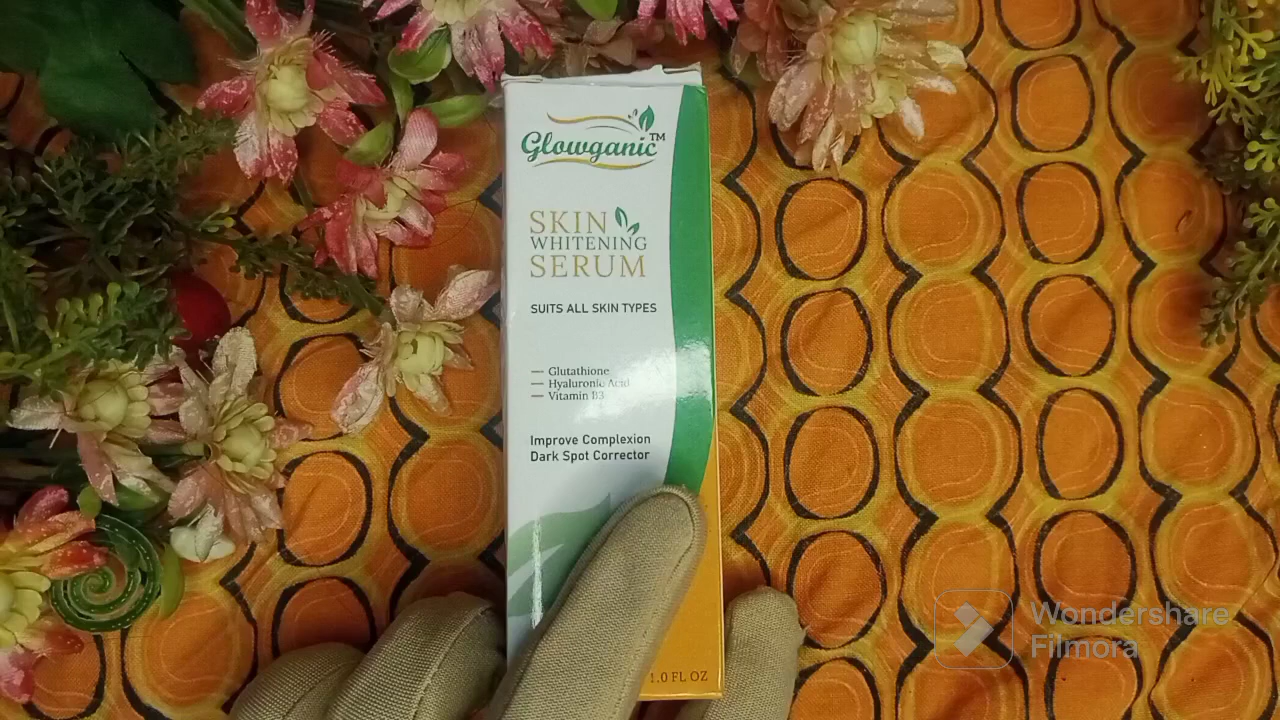 Glowganic™
SKIN
WHITENING
SERUM
SUITS ALL SKIN TYPES
— Glutathione
— Hyaluronic Acid
— Vitamin B3
Improve Complexion
Dark Spot Corrector
1.0 FL OZ
Wondershare
Filmora